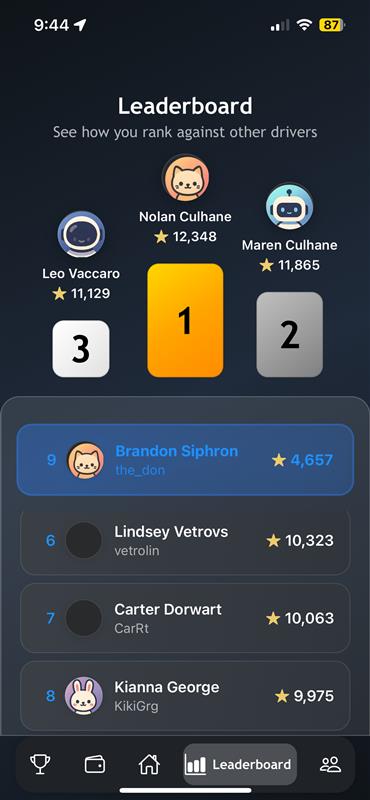 9:44
87
Leaderboard
See how you rank against other drivers
Nolan Culhane
12,348
Maren Culhane
11,865
Leo Vaccaro
11,129
1
2
3
9 Brandon Siphron 4,657
the_don
6 Lindsey Vetrovs 10,323
vetrolin
7 Carter Dorwart 10,063
CarRt
8 Kianna George 9,975
KikiGrg
Leaderboard